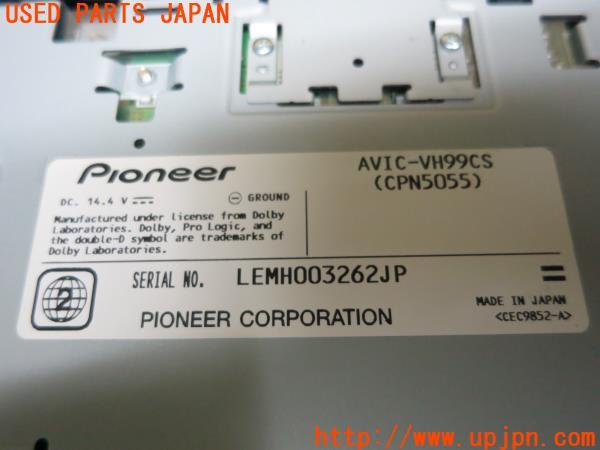 USED PARTS JAPAN
Pioneer
AVIC-VH99CS
(CPN5055)
DC. 14.4 V
GROUND
Manufactured under license from Dolby
Laboratories. Dolby, Pro Logic, and
the double-D symbol are trademarks of
Dolby Laboratories.
2
SERIAL NO. LEMH003262JP
PIONEER CORPORATION
MADE IN JAPAN
<CEC9852-A>
http://www.upjpn.com